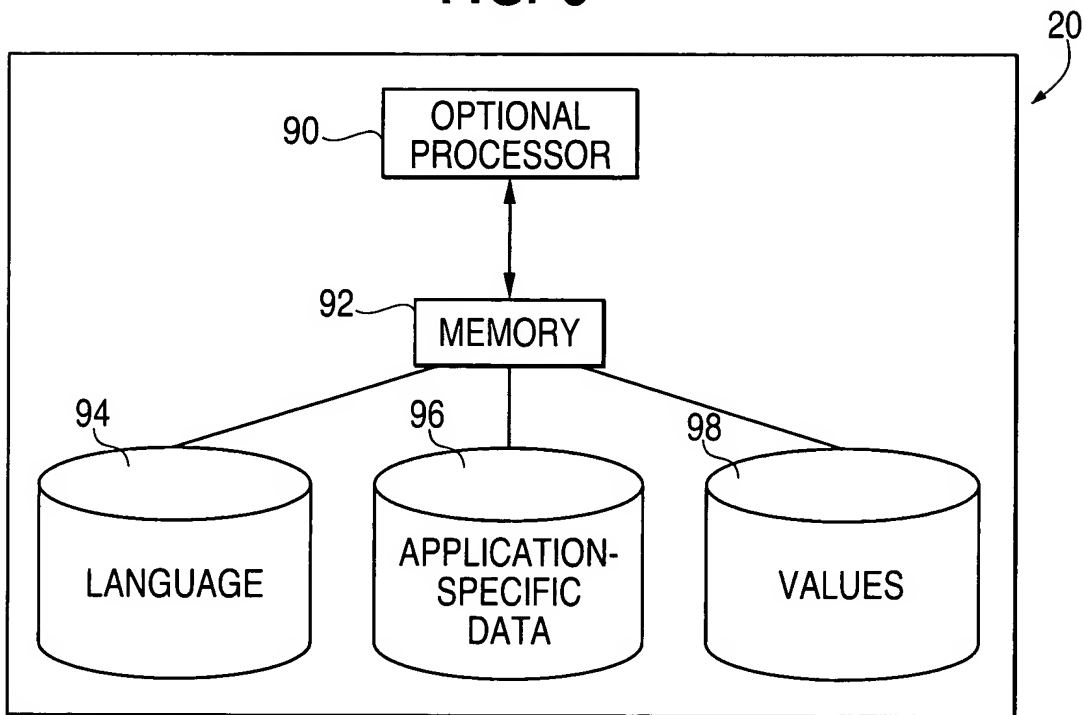 20
90
OPTIONAL
PROCESSOR
92
MEMORY
94
96
98
LANGUAGE
APPLICATION-
SPECIFIC
DATA
VALUES